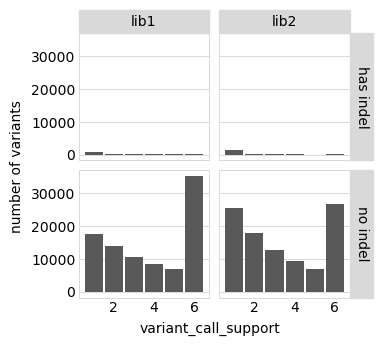 lib1 lib2
30000
20000
10000
0
has indel
number of variants
30000
20000
10000
0
no indel
2 4 6 2 4 6
variant_call_support